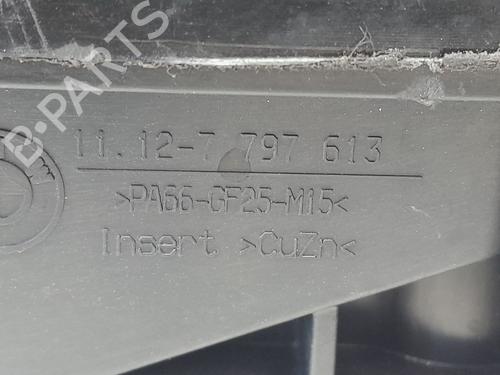 B-PARTS
11.12-7 797 613
>PA66-GF25-M15<
Insert >CuZn<